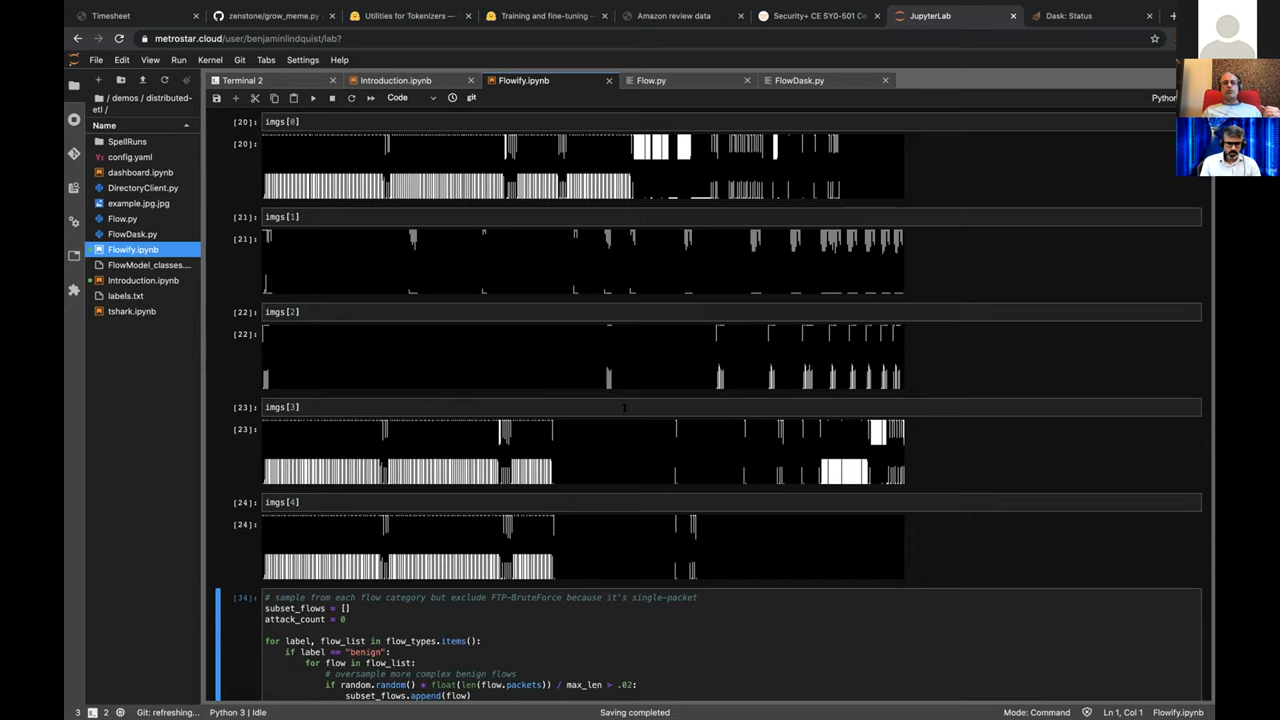 Timesheet
zenstone/grow_meme.py
Utilities for Tokenizers —
Training and fine-tuning —
Amazon review data
Security+ CE SY0-501 Ce
JupyterLab
Dask: Status
metrostar.cloud/user/benjaminlindquist/lab?
File Edit View Run Kernel Git Tabs Settings Help
Terminal 2
Introduction.ipynb
Flowify.ipynb
Flow.py
FlowDask.py
Code
git
Python
/ demos / distributed-
etl /
Name
SpellRuns
config.yaml
dashboard.ipynb
DirectoryClient.py
example.jpg.jpg
Flow.py
FlowDask.py
Flowify.ipynb
FlowModel_classes....
Introduction.ipynb
labels.txt
tshark.ipynb
[20]: imgs[0]
[20]:
[21]: imgs[1]
[21]:
[22]: imgs[2]
[22]:
[23]: imgs[3]
[23]:
[24]: imgs[4]
[24]:
[34]: # sample from each flow category but exclude FTP-BruteForce because it's single-packet
subset_flows = []
attack_count = 0
for label, flow_list in flow_types.items():
if label == "benign":
for flow in flow_list:
# oversample more complex benign flows
if random.random() + float(len(flow.packets)) / max_len > .02:
subset_flows.append(flow)
3 2 Git: refreshing... Python 3 | Idle Saving completed Mode: Command Ln 1, Col 1 Flowify.ipynb